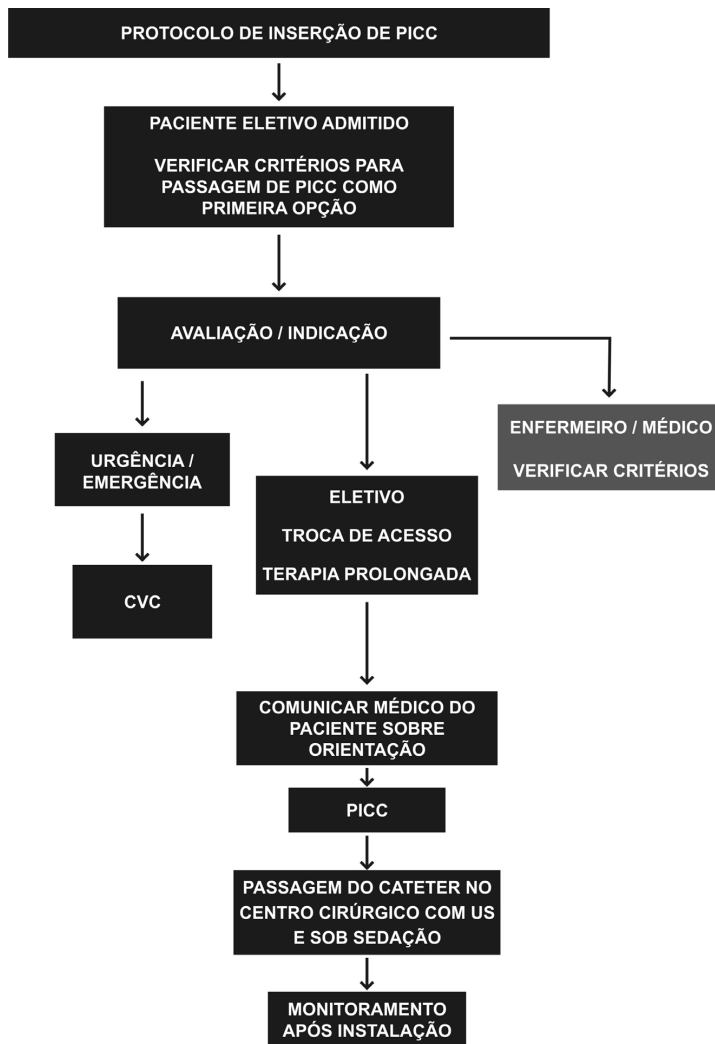 PROTOCOLO DE INSERÇÃO DE PICC
PACIENTE ELETIVO ADMITIDO
VERIFICAR CRITÉRIOS PARA
PASSAGEM DE PICC COMO
PRIMEIRA OPÇÃO
AVALIAÇÃO / INDICAÇÃO
ENFERMEIRO / MÉDICO
VERIFICAR CRITÉRIOS
URGÊNCIA /
EMERGÊNCIA
CVC
ELETIVO
TROCA DE ACESSO
TERAPIA PROLONGADA
COMUNICAR MÉDICO DO
PACIENTE SOBRE
ORIENTAÇÃO
PICC
PASSAGEM DO CATETER NO
CENTRO CIRÚRGICO COM US
E SOB SEDAÇÃO
MONITORAMENTO
APÓS INSTALAÇÃO